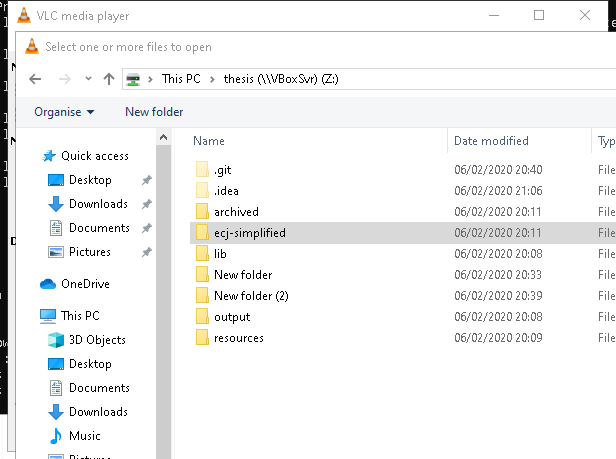 VLC media player
Select one or more files to open
This PC > thesis (\\VBoxSvr) (Z:)
Organise New folder
Name Date modified Typ
.git 06/02/2020 20:40 File
.idea 06/02/2020 21:06 File
archived 06/02/2020 20:11 File
ecj-simplified 06/02/2020 20:11 File
lib 06/02/2020 20:08 File
New folder 06/02/2020 20:33 File
New folder (2) 06/02/2020 20:39 File
output 06/02/2020 20:08 File
resources 06/02/2020 20:09 File
Quick access
Desktop
Downloads
Documents
Pictures
OneDrive
This PC
3D Objects
Desktop
Documents
Downloads
Music